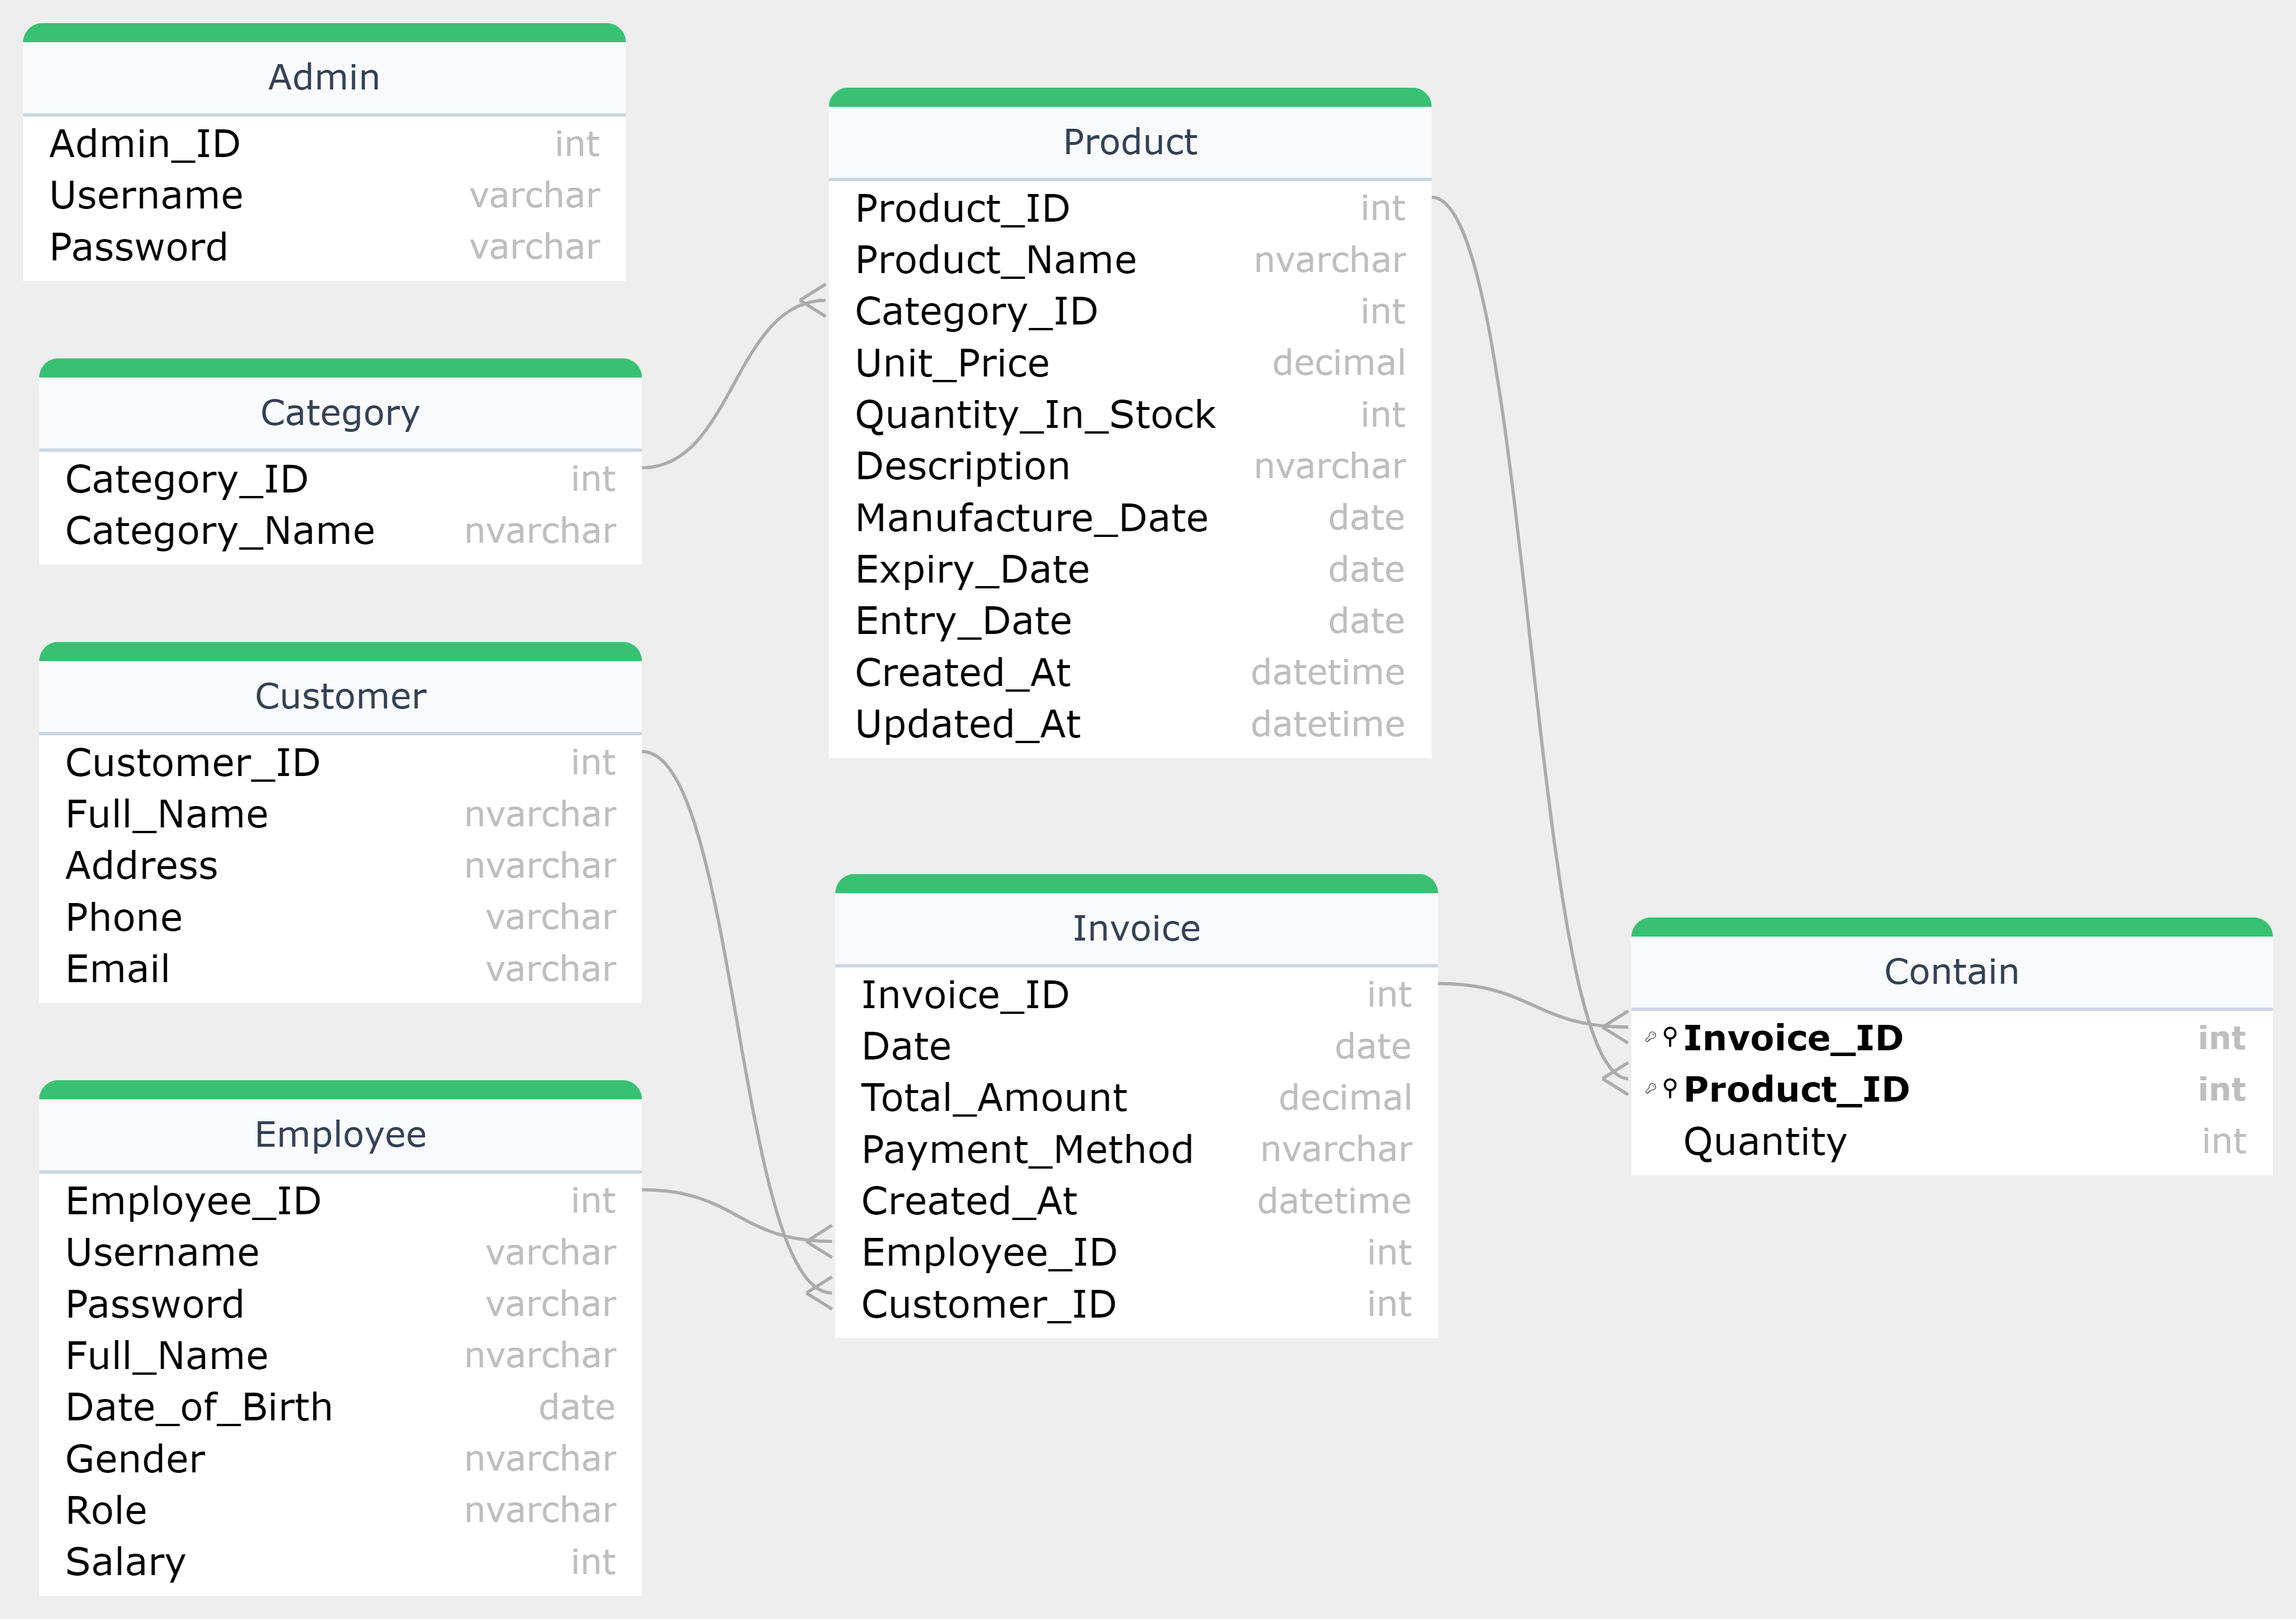 Admin
Admin_ID int
Username varchar
Password varchar
Category
Category_ID int
Category_Name nvarchar
Customer
Customer_ID int
Full_Name nvarchar
Address nvarchar
Phone varchar
Email varchar
Employee
Employee_ID int
Username varchar
Password varchar
Full_Name nvarchar
Date_of_Birth date
Gender nvarchar
Role nvarchar
Salary int
Product
Product_ID int
Product_Name nvarchar
Category_ID int
Unit_Price decimal
Quantity_In_Stock int
Description nvarchar
Manufacture_Date date
Expiry_Date date
Entry_Date date
Created_At datetime
Updated_At datetime
Invoice
Invoice_ID int
Date date
Total_Amount decimal
Payment_Method nvarchar
Created_At datetime
Employee_ID int
Customer_ID int
Contain
Invoice_ID int
Product_ID int
Quantity int